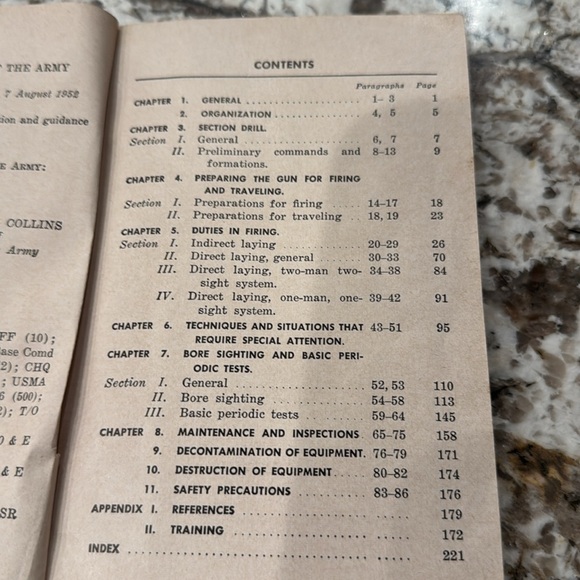 THE ARMY
7 August 1952
tion and guidance
E ARMY:
COLLINS
Army
FF (10);
Base Comd
2); CHQ
; USMA
6 (500);
2); T/O
O & E
& E
SR
CONTENTS
Paragraphs Page
CHAPTER 1. GENERAL .................... 1–3 1
2. ORGANIZATION ............... 4, 5 5
CHAPTER 3. SECTION DRILL.
Section I. General ..................... 6, 7 7
II. Preliminary commands and 8–13 9
formations.
CHAPTER 4. PREPARING THE GUN FOR FIRING
AND TRAVELING.
Section I. Preparations for firing ..... 14–17 18
II. Preparations for traveling .. 18, 19 23
CHAPTER 5. DUTIES IN FIRING.
Section I. Indirect laying ............. 20–29 26
II. Direct laying, general ...... 30–33 70
III. Direct laying, two-man two- 34–38 84
sight system.
IV. Direct laying, one-man, one- 39–42 91
sight system.
CHAPTER 6. TECHNIQUES AND SITUATIONS THAT 43–51 95
REQUIRE SPECIAL ATTENTION.
CHAPTER 7. BORE SIGHTING AND BASIC PERI-
ODIC TESTS.
Section I. General ..................... 52, 53 110
II. Bore sighting ............... 54–58 113
III. Basic periodic tests ........ 59–64 145
CHAPTER 8. MAINTENANCE AND INSPECTIONS. 65–75 158
9. DECONTAMINATION OF EQUIPMENT. 76–79 171
10. DESTRUCTION OF EQUIPMENT..... 80–82 174
11. SAFETY PRECAUTIONS .......... 83–86 176
APPENDIX I. REFERENCES .................. 179
II. TRAINING .................... 172
INDEX ................................... 221